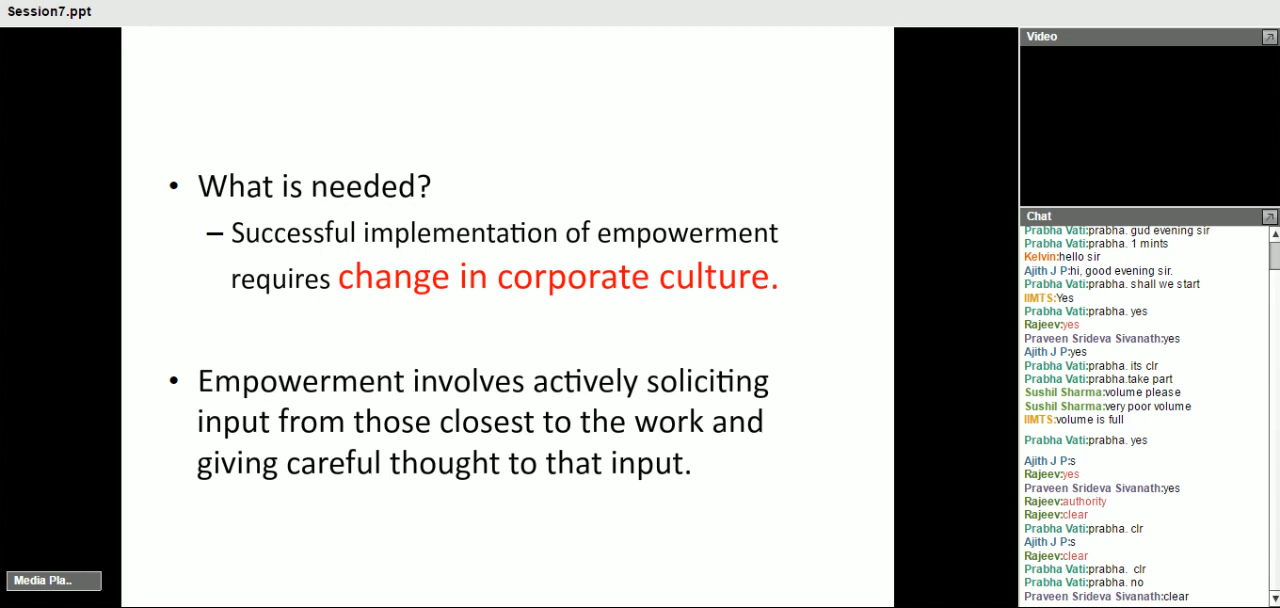 Session7.ppt
• What is needed?
– Successful implementation of empowerment
requires change in corporate culture.
• Empowerment involves actively soliciting
input from those closest to the work and
giving careful thought to that input.
Media Pla..
Video
Chat
Prabha Vati:prabha. gud evening sir
Prabha Vati:prabha. 1 mints
Kelvin:hello sir
Ajith J P:hi, good evening sir.
Prabha Vati:prabha. shall we start
IIMTS:Yes
Prabha Vati:prabha. yes
Rajeev:yes
Praveen Srideva Sivanath:yes
Ajith J P:yes
Prabha Vati:prabha. its clr
Prabha Vati:prabha.take part
Sushil Sharma:volume please
Sushil Sharma:very poor volume
IIMTS:volume is full
Prabha Vati:prabha. yes
Ajith J P:s
Rajeev:yes
Praveen Srideva Sivanath:yes
Rajeev:authority
Rajeev:clear
Prabha Vati:prabha. clr
Ajith J P:s
Rajeev:clear
Prabha Vati:prabha.  clr
Prabha Vati:prabha. no
Praveen Srideva Sivanath:clear